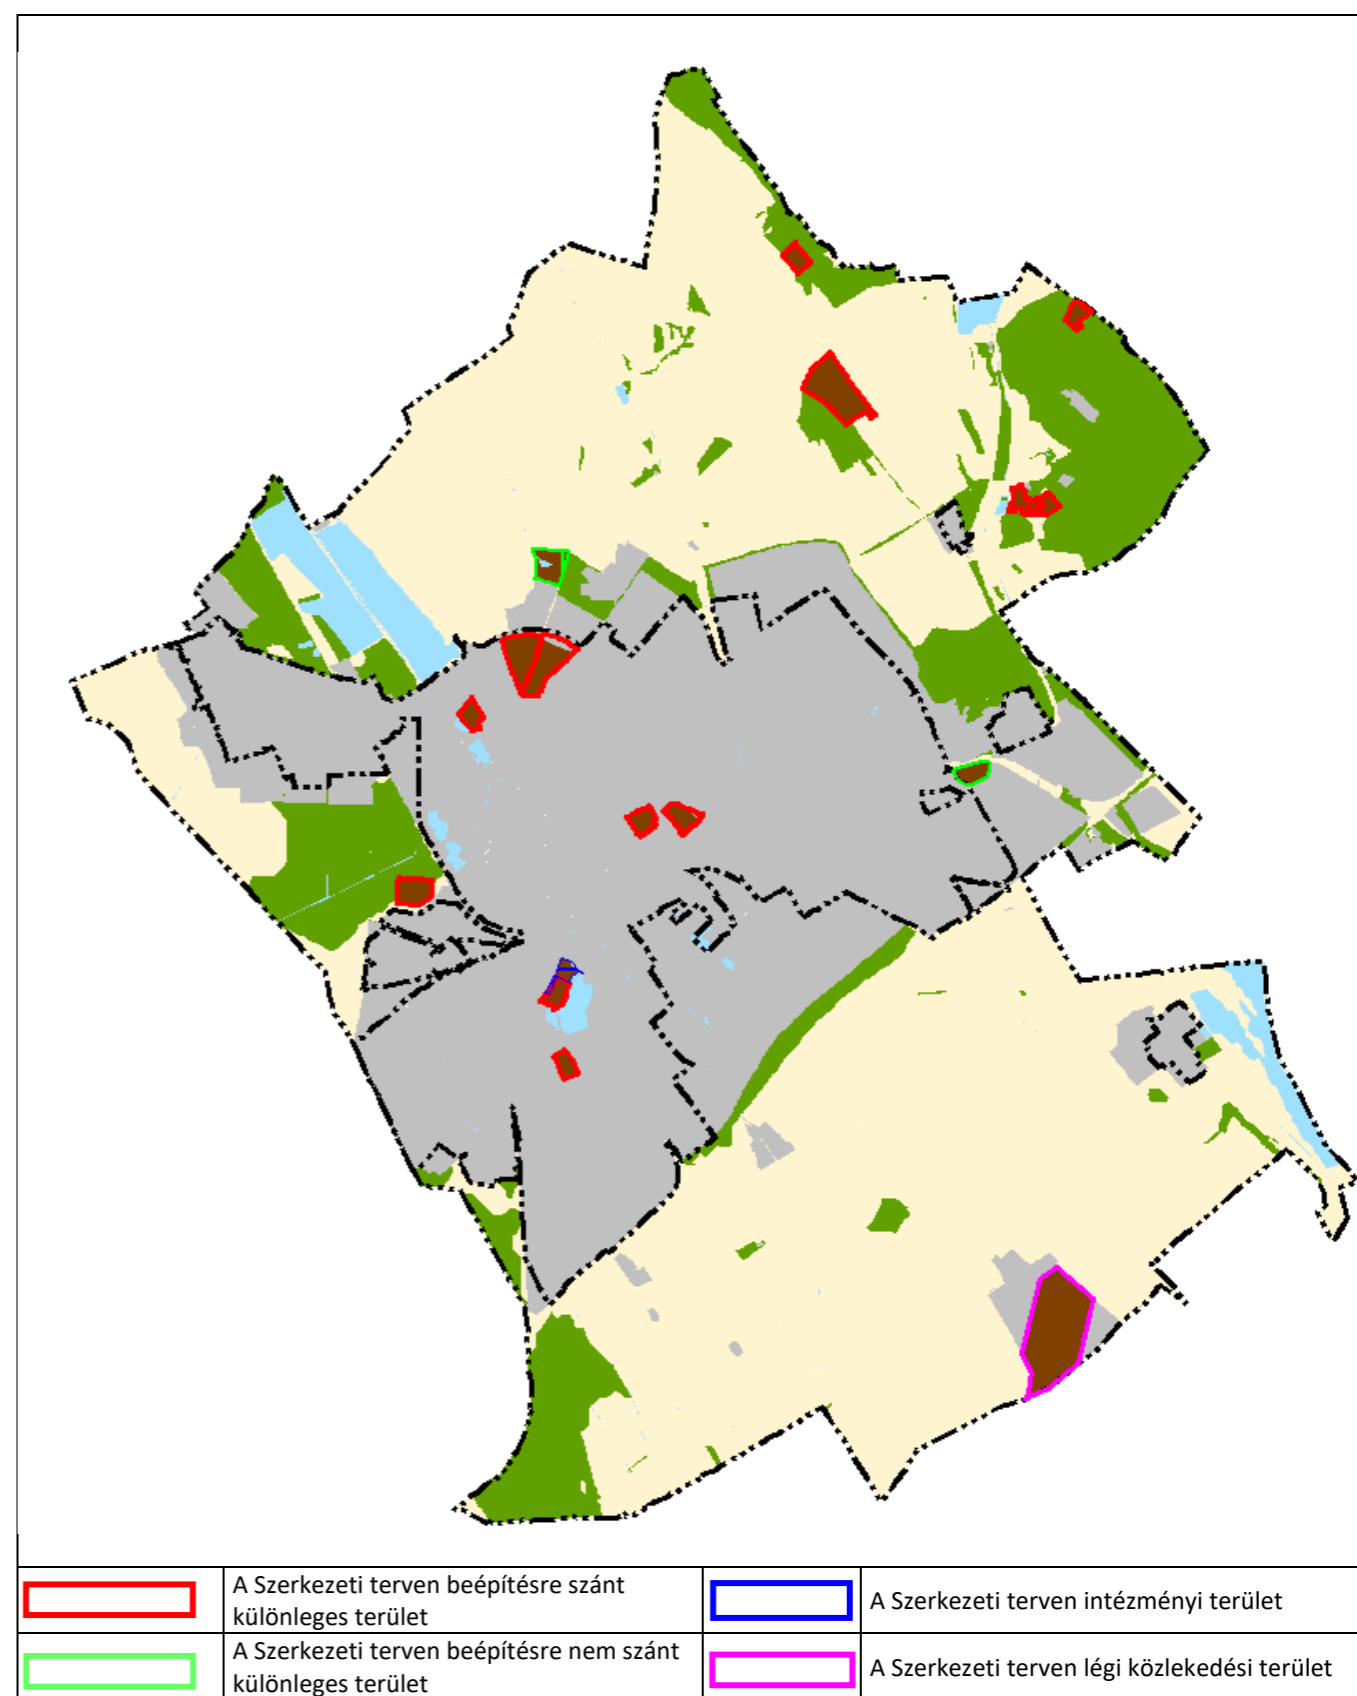 A Szerkezeti terven beépítésre szánt
különleges terület
A Szerkezeti terven intézményi terület
A Szerkezeti terven beépítésre nem szánt
különleges terület
A Szerkezeti terven légi közlekedési terület